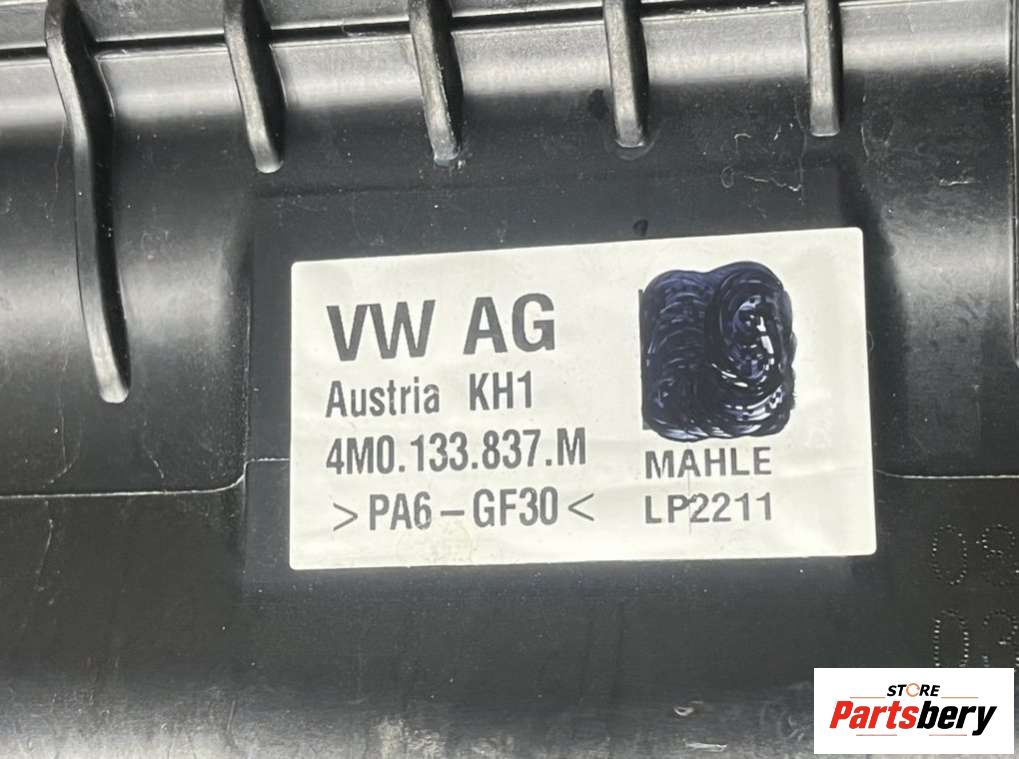 VW AG
Austria KH1
4M0.133.837.M
>PA6-GF30<
MAHLE
LP2211
STORE
Partsbery